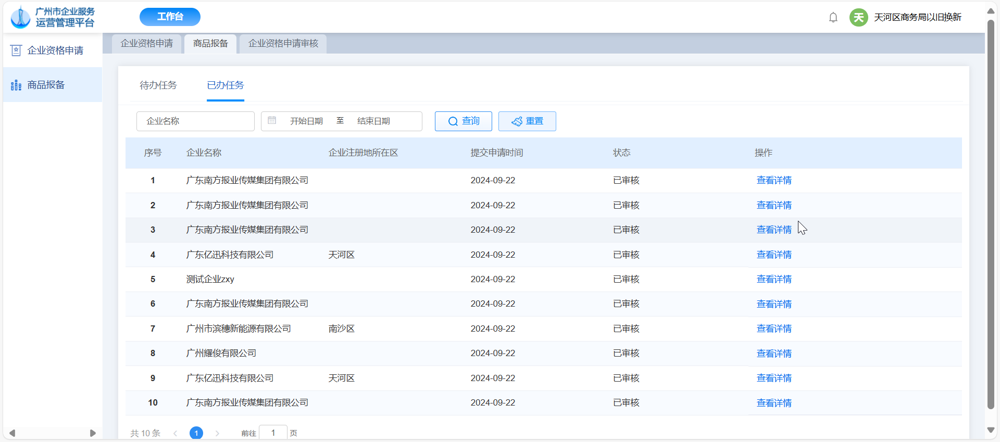 广州市企业服务
运营管理平台
工作台
天 天河区商务局以旧换新
企业资格申请
商品报备
企业资格申请 商品报备 企业资格申请审核
待办任务 已办任务
企业名称 开始日期 至 结束日期 查询 重置
序号 企业名称 企业注册地所在区 提交申请时间 状态 操作
1 广东南方报业传媒集团有限公司 2024-09-22 已审核 查看详情
2 广东南方报业传媒集团有限公司 2024-09-22 已审核 查看详情
3 广东南方报业传媒集团有限公司 2024-09-22 已审核 查看详情
4 广东亿迅科技有限公司 天河区 2024-09-22 已审核 查看详情
5 测试企业zxy 2024-09-22 已审核 查看详情
6 广东南方报业传媒集团有限公司 2024-09-22 已审核 查看详情
7 广州市滨穗新能源有限公司 南沙区 2024-09-22 已审核 查看详情
8 广州耀俊有限公司 2024-09-22 已审核 查看详情
9 广东亿迅科技有限公司 天河区 2024-09-22 已审核 查看详情
10 广东南方报业传媒集团有限公司 2024-09-22 已审核 查看详情
共 10 条 1 前往 1 页